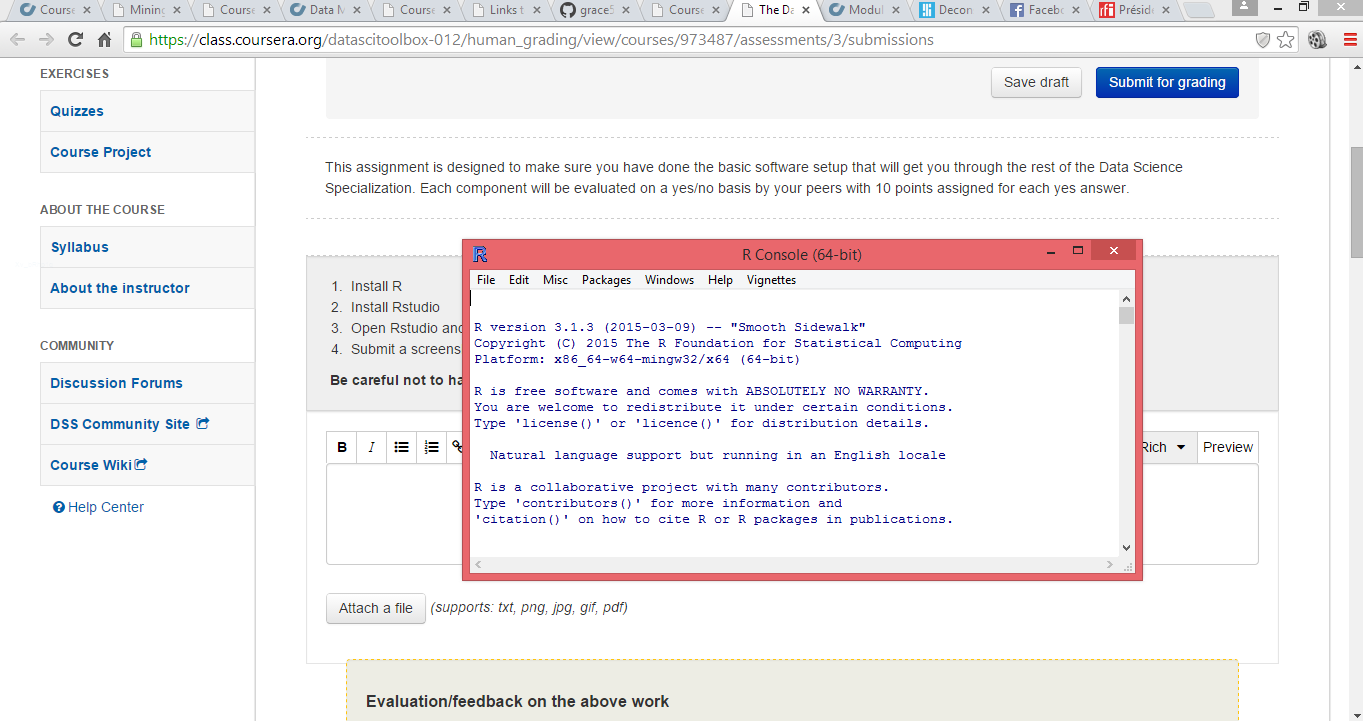 Course
Mining
Course
Data M
Course
Links t
graceS
Course
The Da
Modul
Decon
Faceb
Préside
https://class.coursera.org/datascitoolbox-012/human_grading/view/courses/973487/assessments/3/submissions
EXERCISES
Quizzes
Course Project
ABOUT THE COURSE
Syllabus
About the instructor
COMMUNITY
Discussion Forums
DSS Community Site
Course Wiki
Help Center
Save draft
Submit for grading
This assignment is designed to make sure you have done the basic software setup that will get you through the rest of the Data Science
Specialization. Each component will be evaluated on a yes/no basis by your peers with 10 points assigned for each yes answer.
1. Install R
2. Install Rstudio
3. Open Rstudio and
4. Submit a screens
Be careful not to ha
R Console (64-bit)
File Edit Misc Packages Windows Help Vignettes
R version 3.1.3 (2015-03-09) -- "Smooth Sidewalk"
Copyright (C) 2015 The R Foundation for Statistical Computing
Platform: x86_64-w64-mingw32/x64 (64-bit)
R is free software and comes with ABSOLUTELY NO WARRANTY.
You are welcome to redistribute it under certain conditions.
Type 'license()' or 'licence()' for distribution details.
Natural language support but running in an English locale
R is a collaborative project with many contributors.
Type 'contributors()' for more information and
'citation()' on how to cite R or R packages in publications.
B I
Rich
Preview
Attach a file (supports: txt, png, jpg, gif, pdf)
Evaluation/feedback on the above work